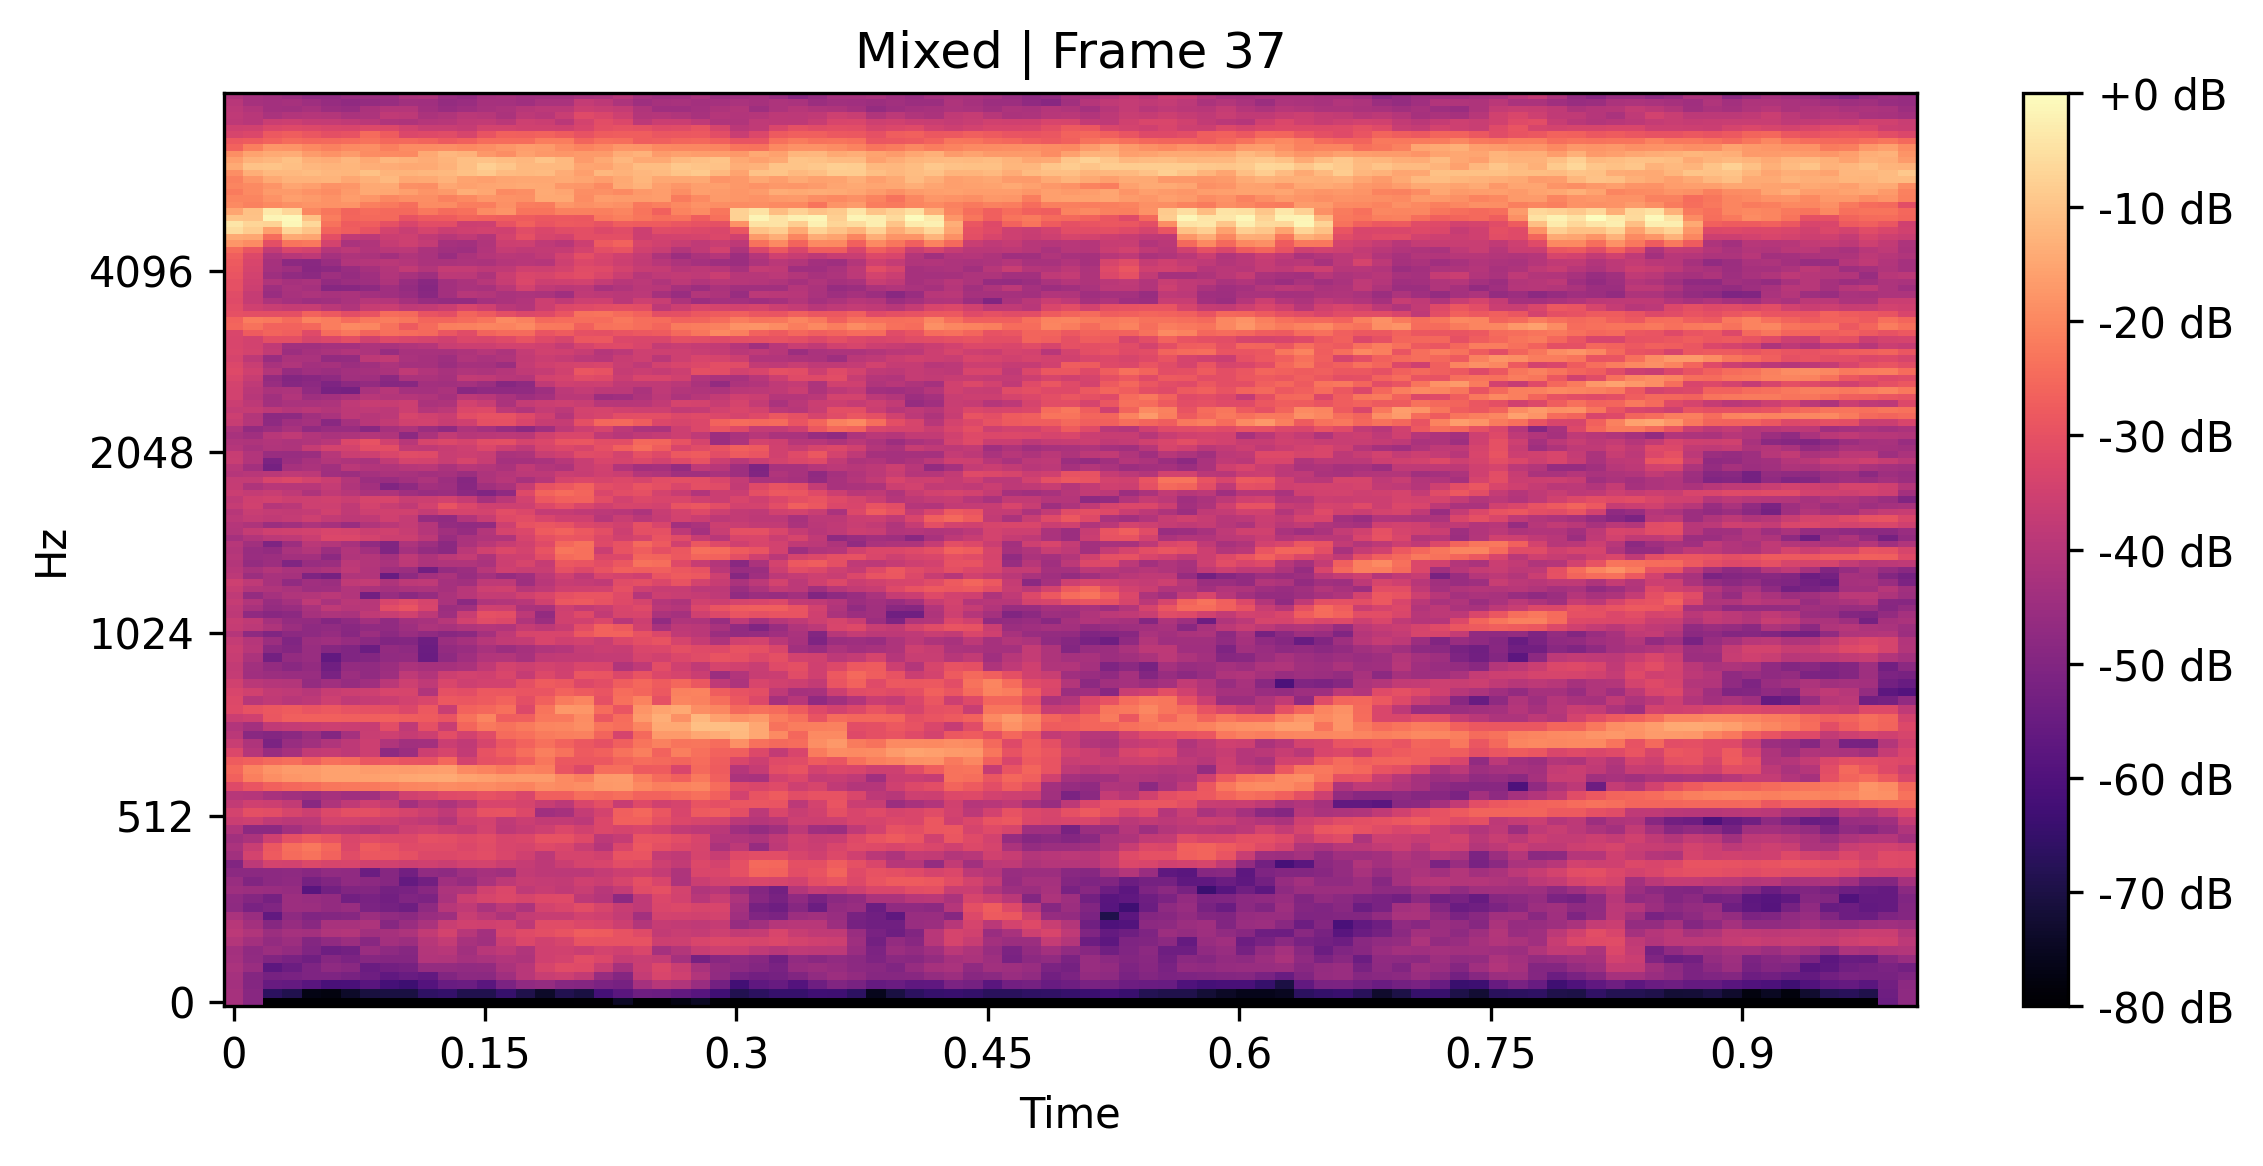 Mixed | Frame 37
+0 dB
-10 dB
-20 dB
-30 dB
-40 dB
-50 dB
-60 dB
-70 dB
-80 dB
Hz
4096
2048
1024
512
0
0 0.15 0.3 0.45 0.6 0.75 0.9
Time